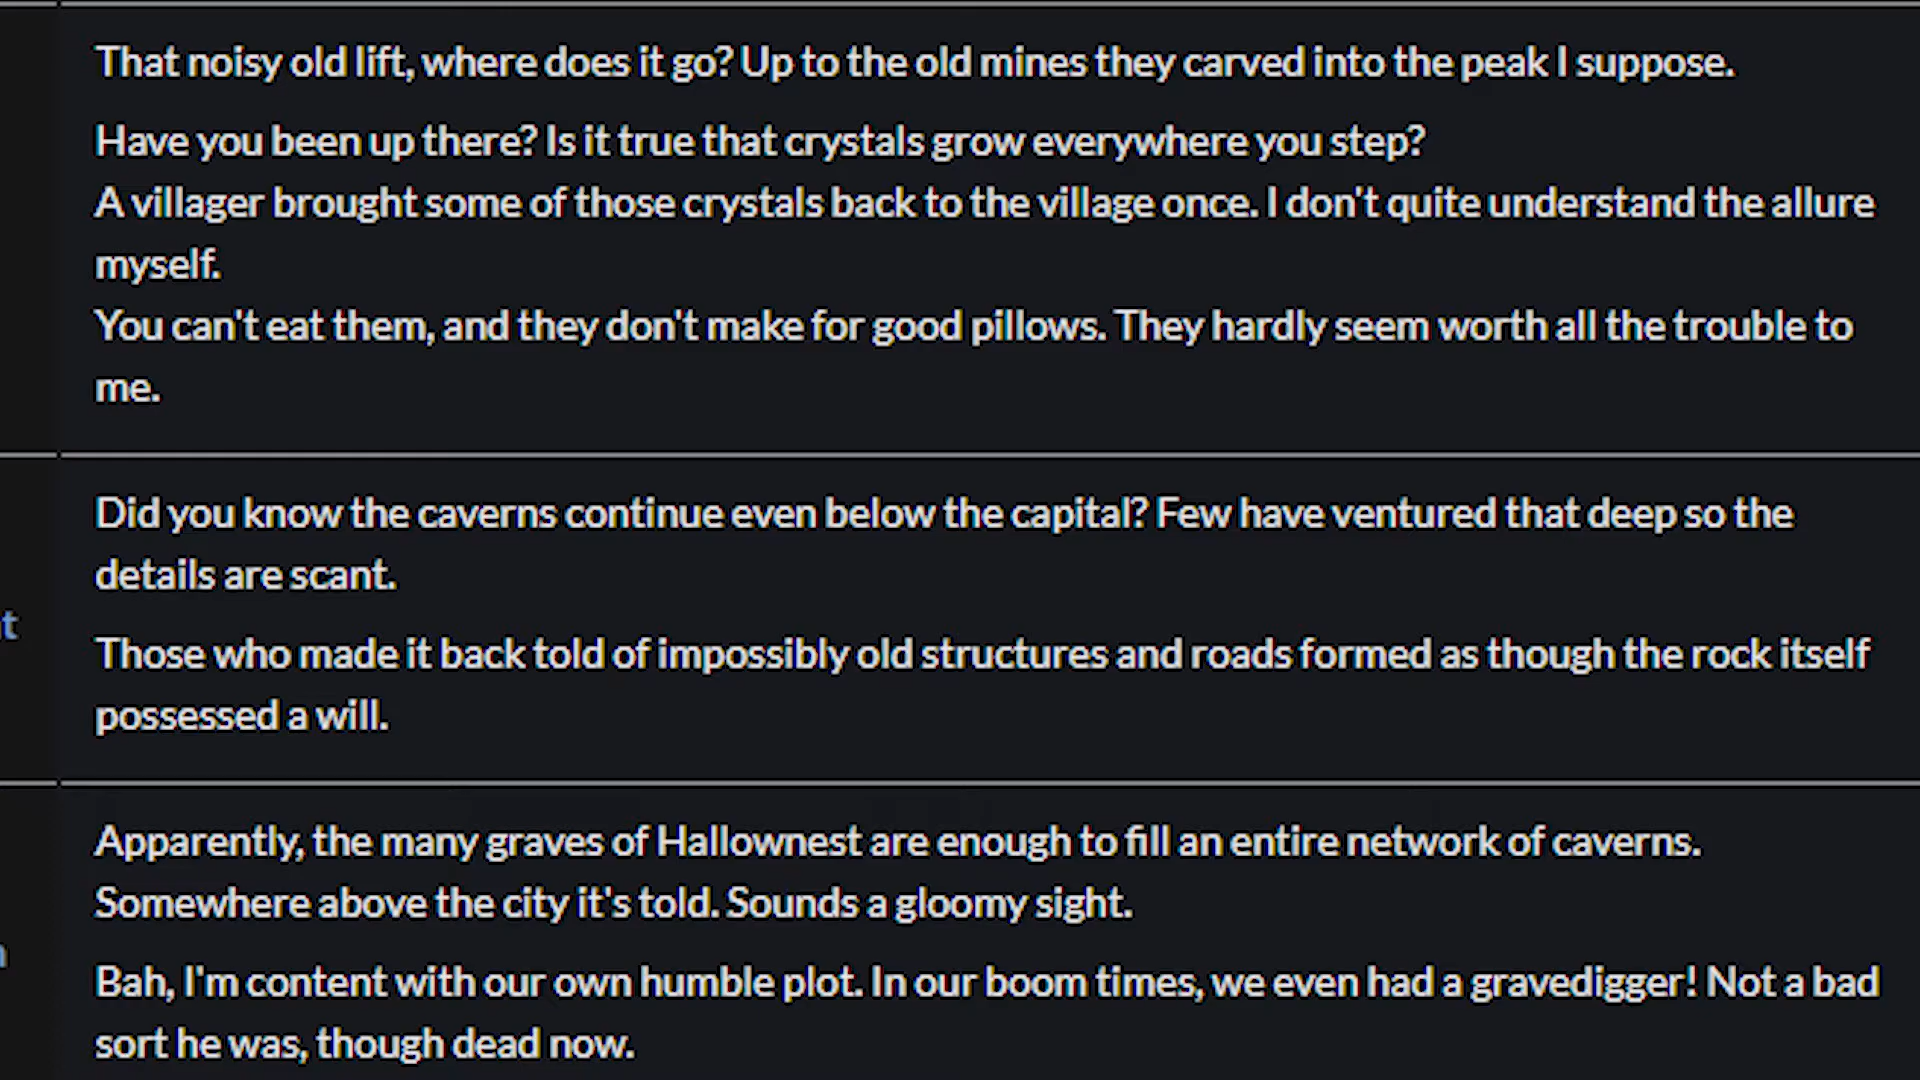 That noisy old lift, where does it go? Up to the old mines they carved into the peak I suppose.
Have you been up there? Is it true that crystals grow everywhere you step?
A villager brought some of those crystals back to the village once. I don't quite understand the allure
myself.
You can't eat them, and they don't make for good pillows. They hardly seem worth all the trouble to
me.
Did you know the caverns continue even below the capital? Few have ventured that deep so the
details are scant.
t
Those who made it back told of impossibly old structures and roads formed as though the rock itself
possessed a will.
Apparently, the many graves of Hallownest are enough to fill an entire network of caverns.
Somewhere above the city it's told. Sounds a gloomy sight.
Bah, I'm content with our own humble plot. In our boom times, we even had a gravedigger! Not a bad
sort he was, though dead now.